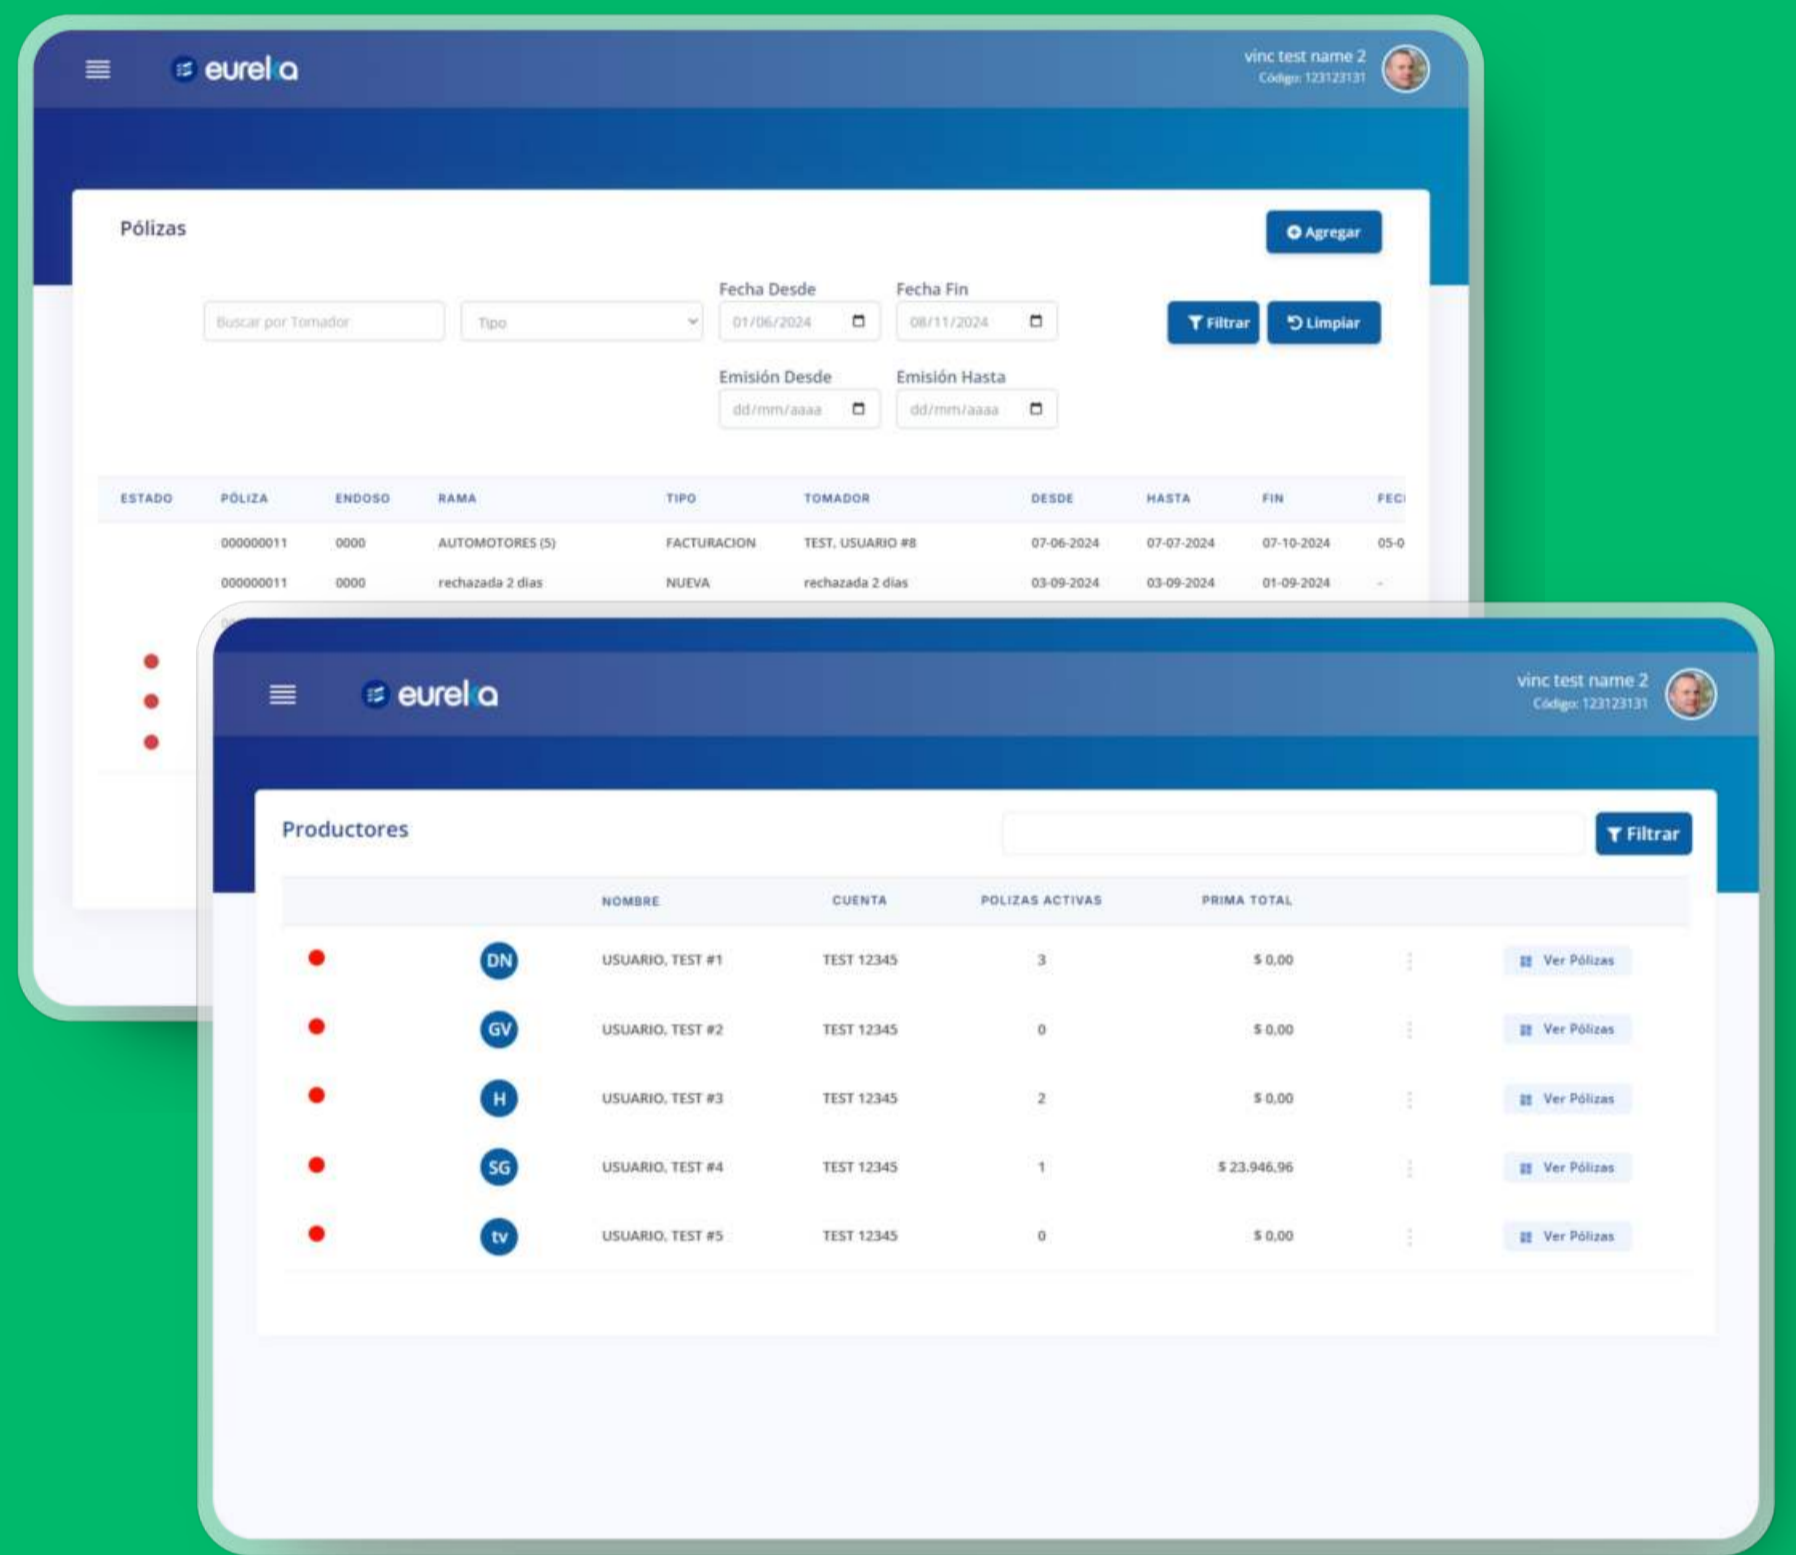 eureka
vinc test name 2
Código: 123123131
Pólizas
Agregar
Fecha Desde Fecha Fin
Buscar por Tomador Tipo 01/06/2024 08/11/2024 Filtrar Limpiar
Emisión Desde Emisión Hasta
dd/mm/aaaa dd/mm/aaaa
ESTADO PÓLIZA ENDOSO RAMA TIPO TOMADOR DESDE HASTA FIN
000000011 0000 AUTOMOTORES (5) FACTURACION TEST, USUARIO #8 07-06-2024 07-07-2024 07-10-2024 05-0
000000011 0000 rechazada 2 dias NUEVA rechazada 2 dias 03-09-2024 03-09-2024 01-09-2024 -
eureka
vinc test name 2
Código: 123123131
Productores
Filtrar
NOMBRE CUENTA POLIZAS ACTIVAS PRIMA TOTAL
DN USUARIO, TEST #1 TEST 12345 3 $ 0,00 Ver Pólizas
GV USUARIO, TEST #2 TEST 12345 0 $ 0,00 Ver Pólizas
H USUARIO, TEST #3 TEST 12345 2 $ 0,00 Ver Pólizas
SG USUARIO, TEST #4 TEST 12345 1 $ 23.946,96 Ver Pólizas
tv USUARIO, TEST #5 TEST 12345 0 $ 0,00 Ver Pólizas